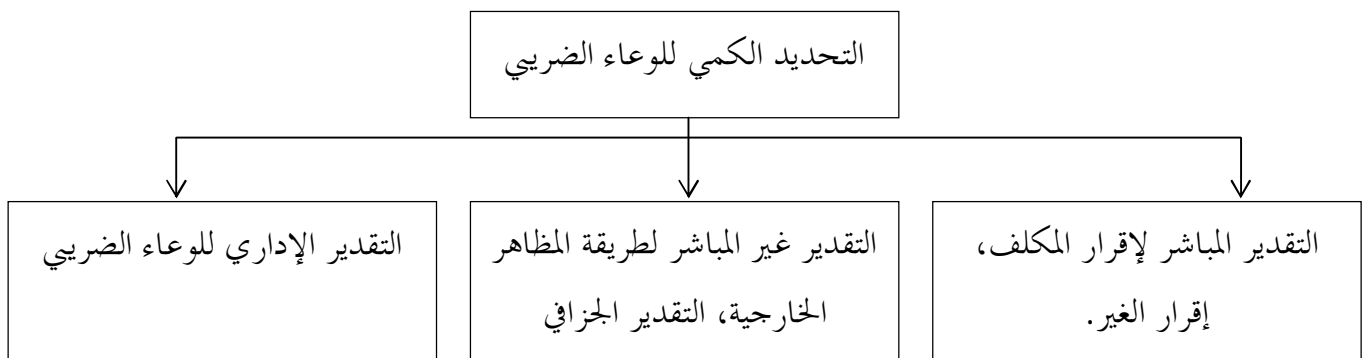 التحديد الكمي للوعاء الضريبي
التقدير المباشر لإقرار المكلف،
إقرار الغير.
التقدير غير المباشر لطريقة المظاهر
الخارجية، التقدير الجزافي
التقدير الإداري للوعاء الضريبي